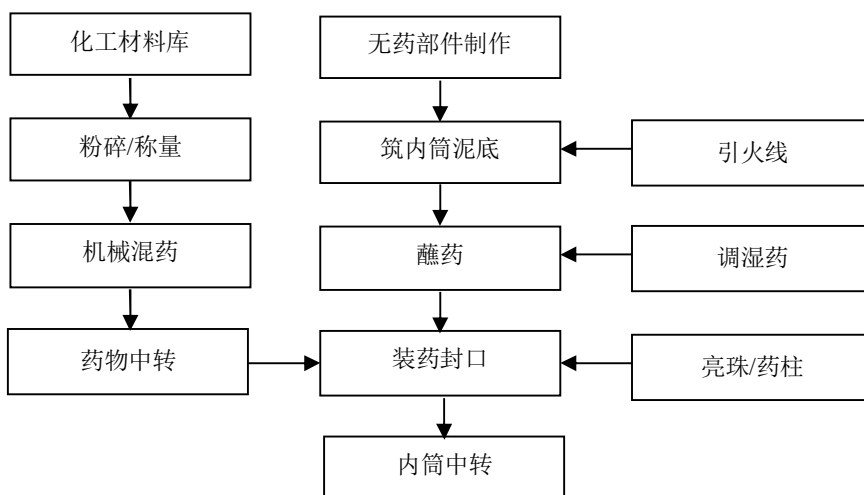 化工材料库
无药部件制作
粉碎/称量
筑内筒泥底
引火线
机械混药
蘸药
调湿药
药物中转
装药封口
亮珠/药柱
内筒中转